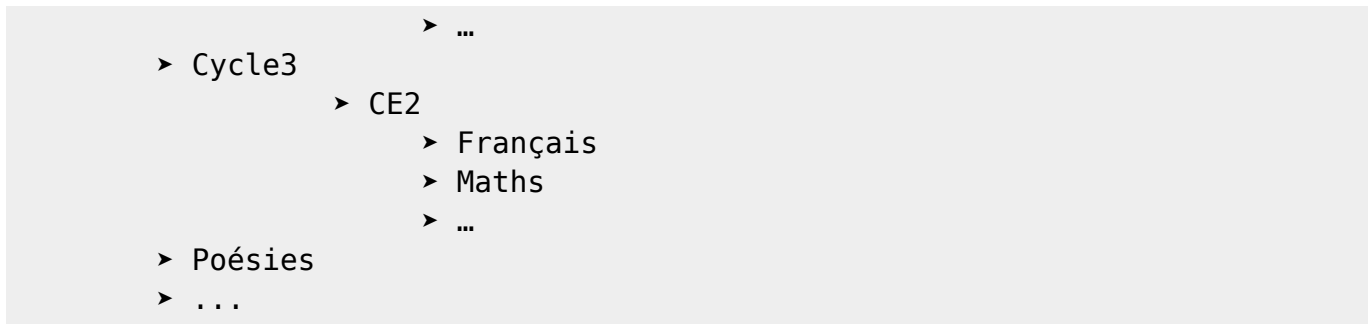 ➤ …
➤ Cycle3
➤ CE2
➤ Français
➤ Maths
➤ …
➤ Poésies
➤ ...